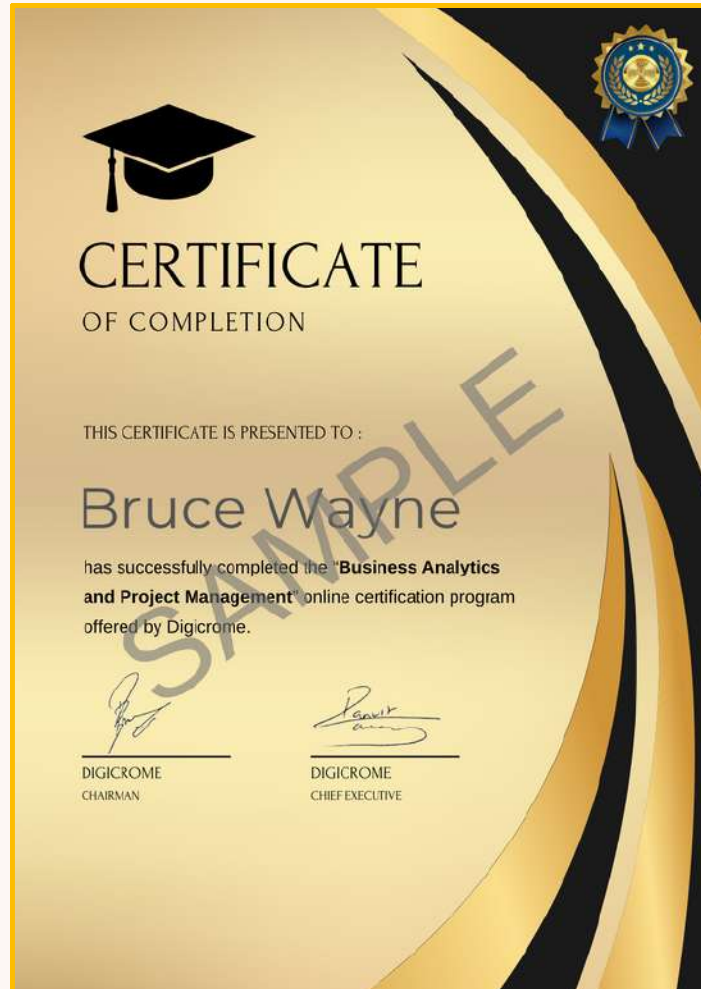 CERTIFICATE
OF COMPLETION
THIS CERTIFICATE IS PRESENTED TO :
Bruce Wayne
has successfully completed the "Business Analytics
and Project Management" online certification program
offered by Digicrome.
SAMPLE
DIGICROME
CHAIRMAN
DIGICROME
CHIEF EXECUTIVE